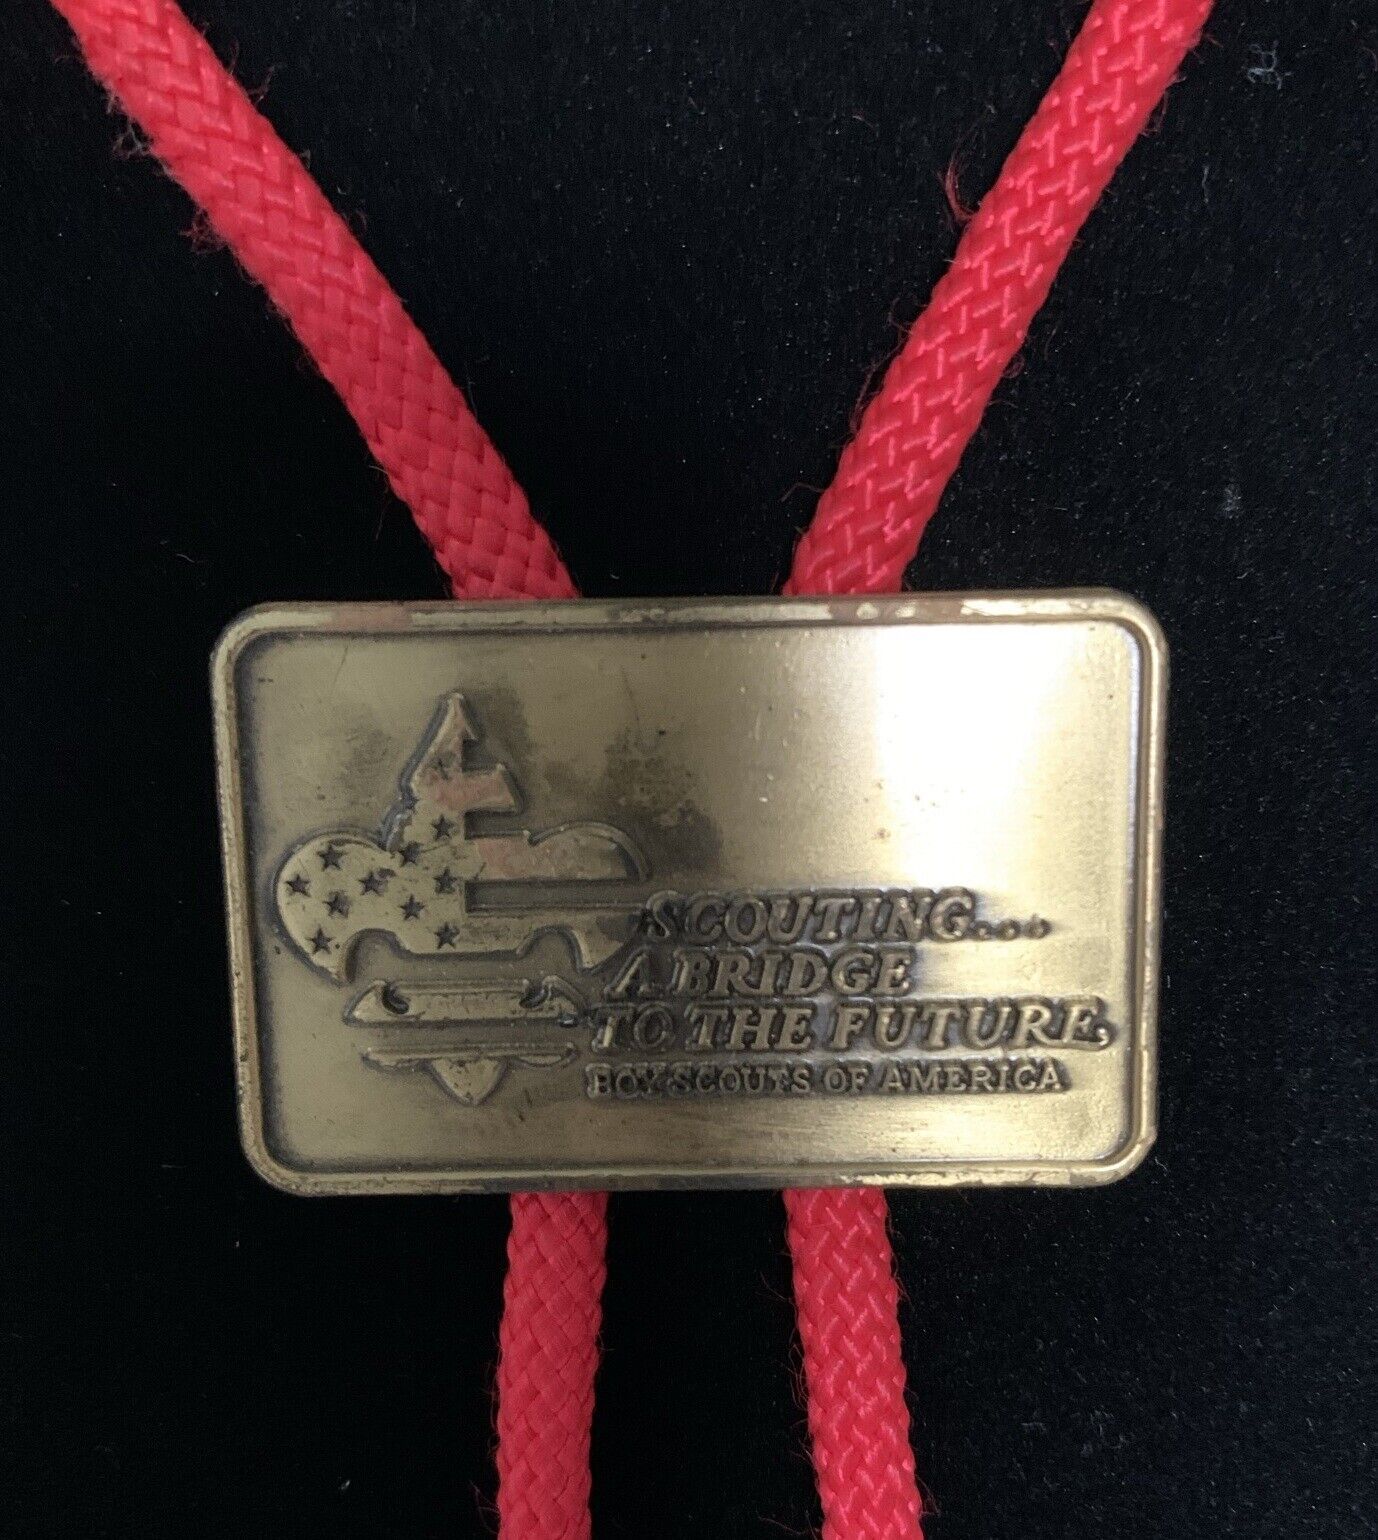 SCOUTING...
A BRIDGE
TO THE FUTURE
BOY SCOUTS OF AMERICA